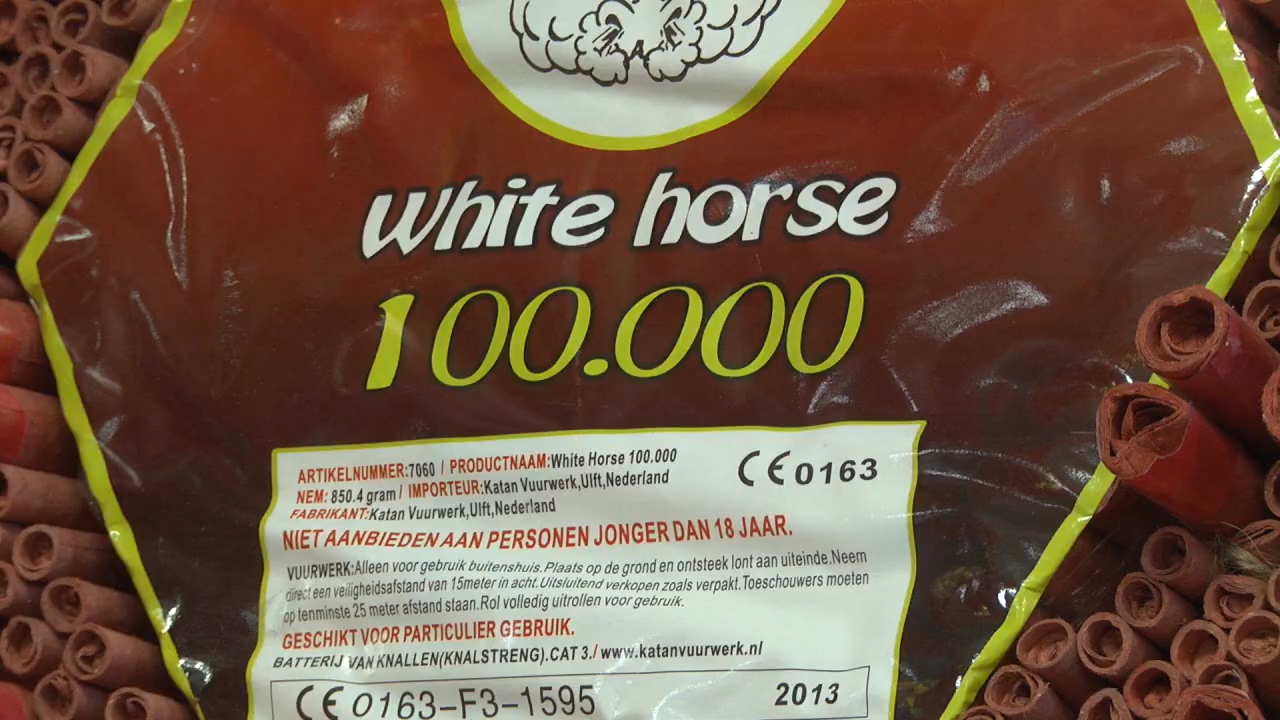 White horse
100.000
ARTIKELNUMMER:7060 / PRODUCTNAAM:White Horse 100.000
NEM: 850.4 gram / IMPORTEUR:Katan Vuurwerk,Ulft,Nederland
FABRIKANT:Katan Vuurwerk,Ulft,Nederland
CE 0163
NIET AANBIEDEN AAN PERSONEN JONGER DAN 18 JAAR.
VUURWERK:Alleen voor gebruik buitenshuis.Plaats op de grond en ontsteek lont aan uiteinde.Neem
direct een veiligheidsafstand van 15meter in acht.Uitsluitend verkopen zoals verpakt.Toeschouwers moeten
op tenminste 25 meter afstand staan.Rol volledig uitrollen voor gebruik.
GESCHIKT VOOR PARTICULIER GEBRUIK.
BATTERIJ VAN KNALLEN(KNALSTRENG).CAT 3./ www.katanvuurwerk.nl
CE 0163-F3-1595 2013